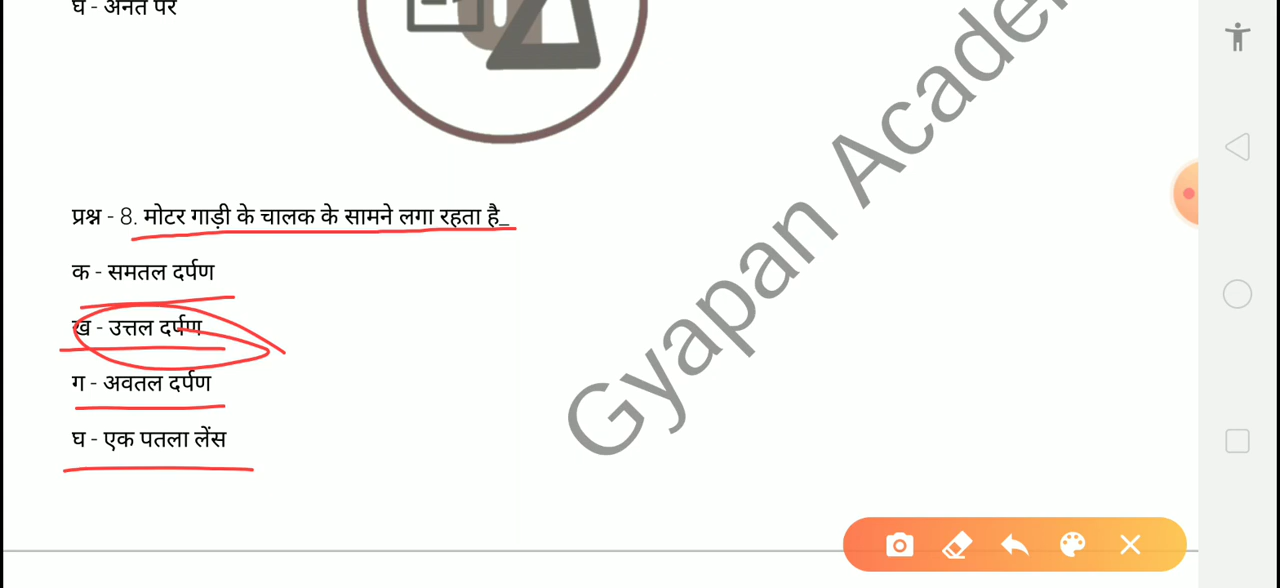 घ - अनंत पर
प्रश्न - 8. मोटर गाड़ी के चालक के सामने लगा रहता है_
क - समतल दर्पण
ख - उत्तल दर्पण
ग - अवतल दर्पण
घ - एक पतला लेंस
Gyapan Academ